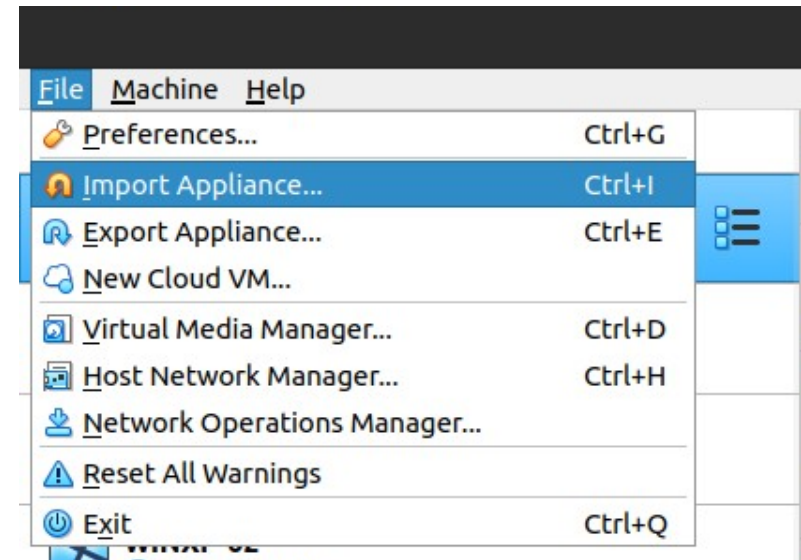 File Machine Help
Preferences... Ctrl+G
Import Appliance... Ctrl+I
Export Appliance... Ctrl+E
New Cloud VM...
Virtual Media Manager... Ctrl+D
Host Network Manager... Ctrl+H
Network Operations Manager...
Reset All Warnings
Exit Ctrl+Q